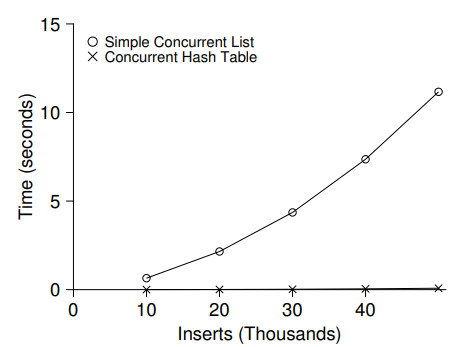 15
Simple Concurrent List
Concurrent Hash Table
10
Time (seconds)
5
0
0 10 20 30 40
Inserts (Thousands)